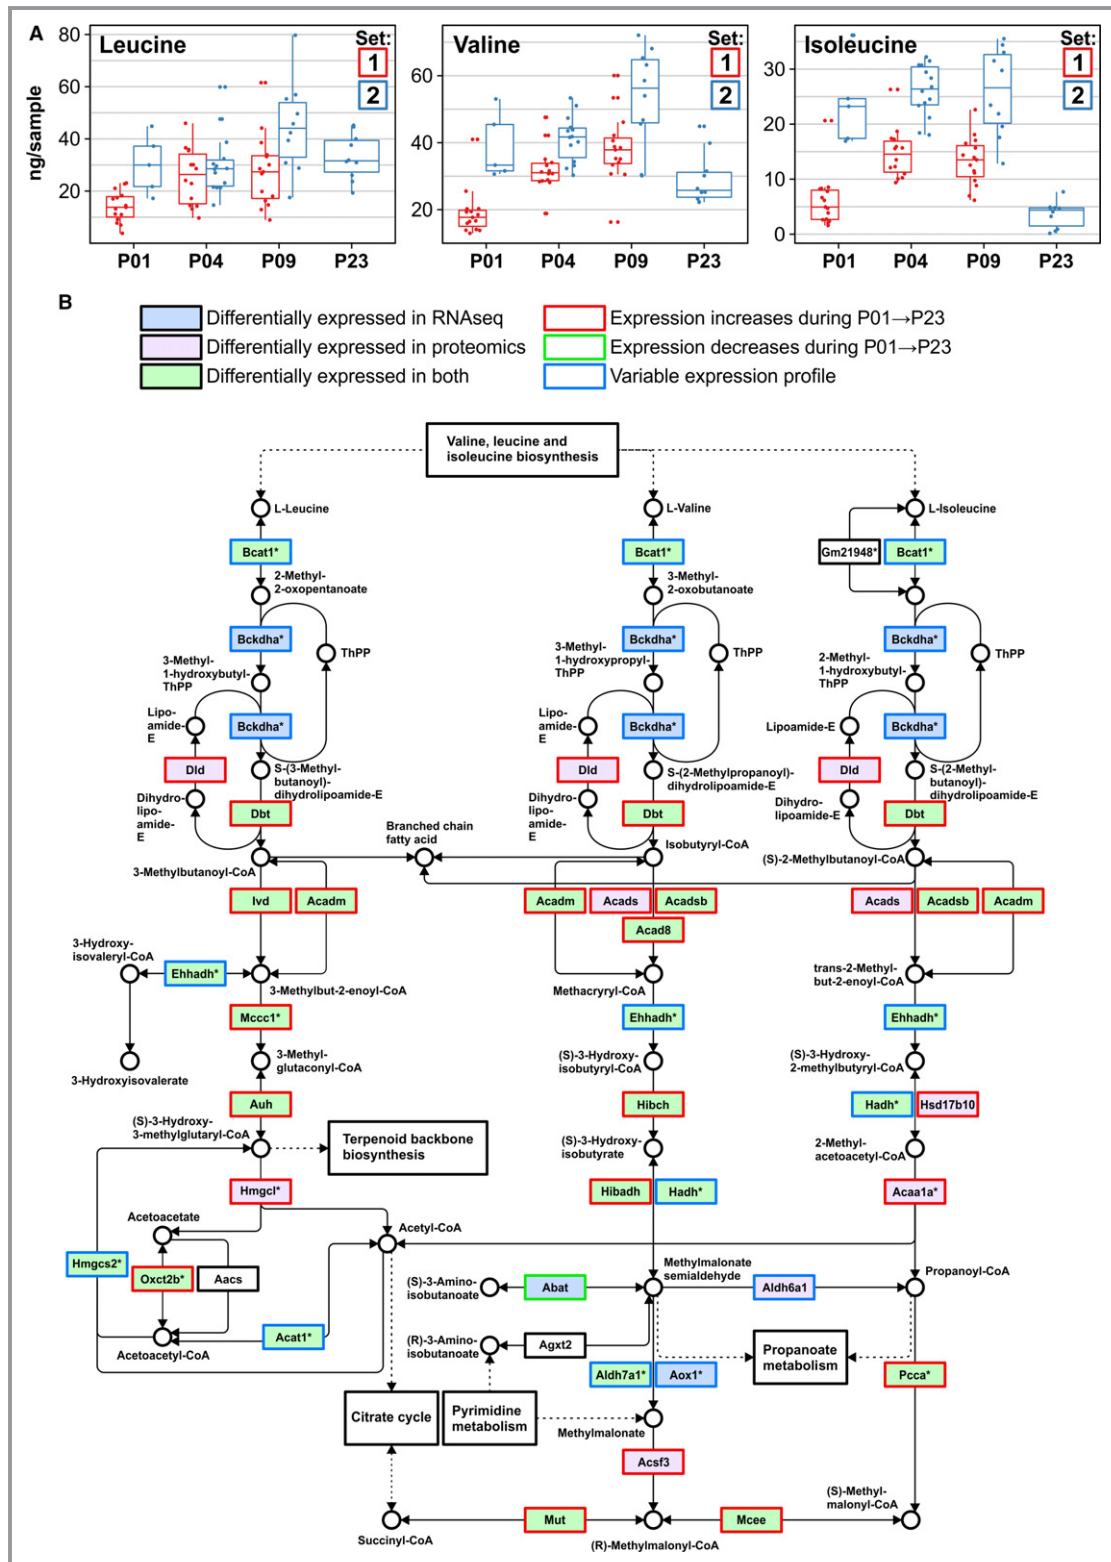 A
Leucine
Set:
1
2
Valine
Set:
1
2
Isoleucine
Set:
1
2
ng/sample
80
60
40
20
60
40
20
30
20
10
0
P01 P04 P09 P23
P01 P04 P09 P23
P01 P04 P09 P23
B
Differentially expressed in RNAseq
Expression increases during P01→P23
Differentially expressed in proteomics
Expression decreases during P01→P23
Differentially expressed in both
Variable expression profile
Valine, leucine and
isoleucine biosynthesis
L-Leucine
L-Valine
L-Isoleucine
Bcat1*
Bcat1*
Gm21948*
Bcat1*
2-Methyl-
2-oxopentanoate
3-Methyl-
2-oxobutanoate
Bckdha*
Bckdha*
Bckdha*
ThPP
ThPP
ThPP
3-Methyl-
1-hydroxybutyl-
ThPP
3-Methyl-
1-hydroxypropyl-
ThPP
2-Methyl-
1-hydroxybutyl-
ThPP
Lipo-
amide-
E
Bckdha*
Lipo-
amide-
E
Bckdha*
Lipoamide-E
Bckdha*
Dld
Dld
Dld
S-(3-Methyl-
butanoyl)-
dihydrolipoamide-E
S-(2-Methylpropanoyl)-
dihydrolipoamide-E
S-(2-Methyl-
butanoyl)-
dihydrolipoamide-E
Dihydro-
lipo-
amide-
E
Dbt
Dihydro-
lipo-
amide-
E
Dbt
Dihydro-
lipoamide-E
Dbt
Branched chain
fatty acid
3-Methylbutanoyl-CoA
Isobutyryl-CoA
(S)-2-Methylbutanoyl-CoA
Ivd
Acadm
Acadm
Acads
Acadsb
Acads
Acadsb
Acadm
Acad8
3-Hydroxy-
isovaleryl-CoA
Ehhadh*
3-Methylbut-2-enoyl-CoA
Methacryryl-CoA
trans-2-Methyl-
but-2-enoyl-CoA
Mccc1*
Ehhadh*
Ehhadh*
3-Hydroxyisovalerate
3-Methyl-
glutaconyl-CoA
(S)-3-Hydroxy-
isobutyryl-CoA
(S)-3-Hydroxy-
2-methylbutyryl-CoA
Auh
Hibch
Hadh*
Hsd17b10
(S)-3-Hydroxy-
3-methylglutaryl-CoA
Terpenoid backbone
biosynthesis
(S)-3-Hydroxy-
isobutyrate
2-Methyl-
acetoacetyl-CoA
Hmgcl*
Hibadh
Hadh*
Acaa1a*
Acetoacetate
Acetyl-CoA
Hmgcs2*
Oxct2b*
Aacs
Methylmalonate
semialdehyde
Propanoyl-CoA
(S)-3-Amino-
isobutanoate
Abat
Aldh6a1
Acat1*
Acetoacetyl-CoA
(R)-3-Amino-
isobutanoate
Agxt2
Propanoate
metabolism
Aldh7a1*
Aox1*
Pcca*
Citrate cycle
Pyrimidine
metabolism
Methylmalonate
Acsf3
(S)-Methyl-
malonyl-CoA
Mut
Mcee
Succinyl-CoA
(R)-Methylmalonyl-CoA